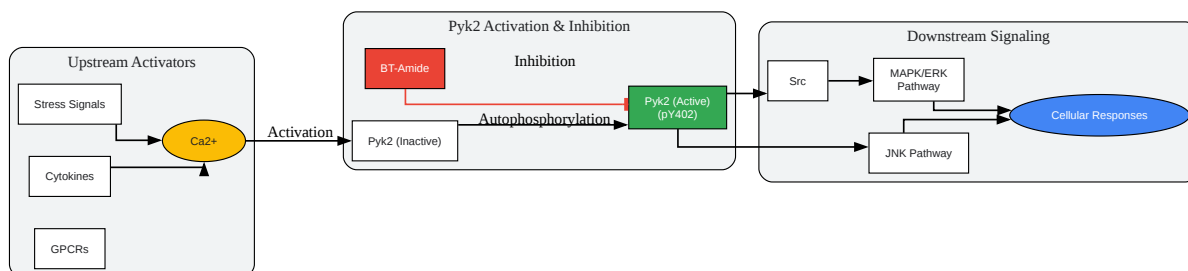 Upstream Activators
Stress Signals
Cytokines
GPCRs
Ca2+
Activation
Pyk2 Activation & Inhibition
BT-Amide
Inhibition
Pyk2 (Inactive)
Autophosphorylation
Pyk2 (Active)
(pY402)
Downstream Signaling
Src
MAPK/ERK
Pathway
JNK Pathway
Cellular Responses